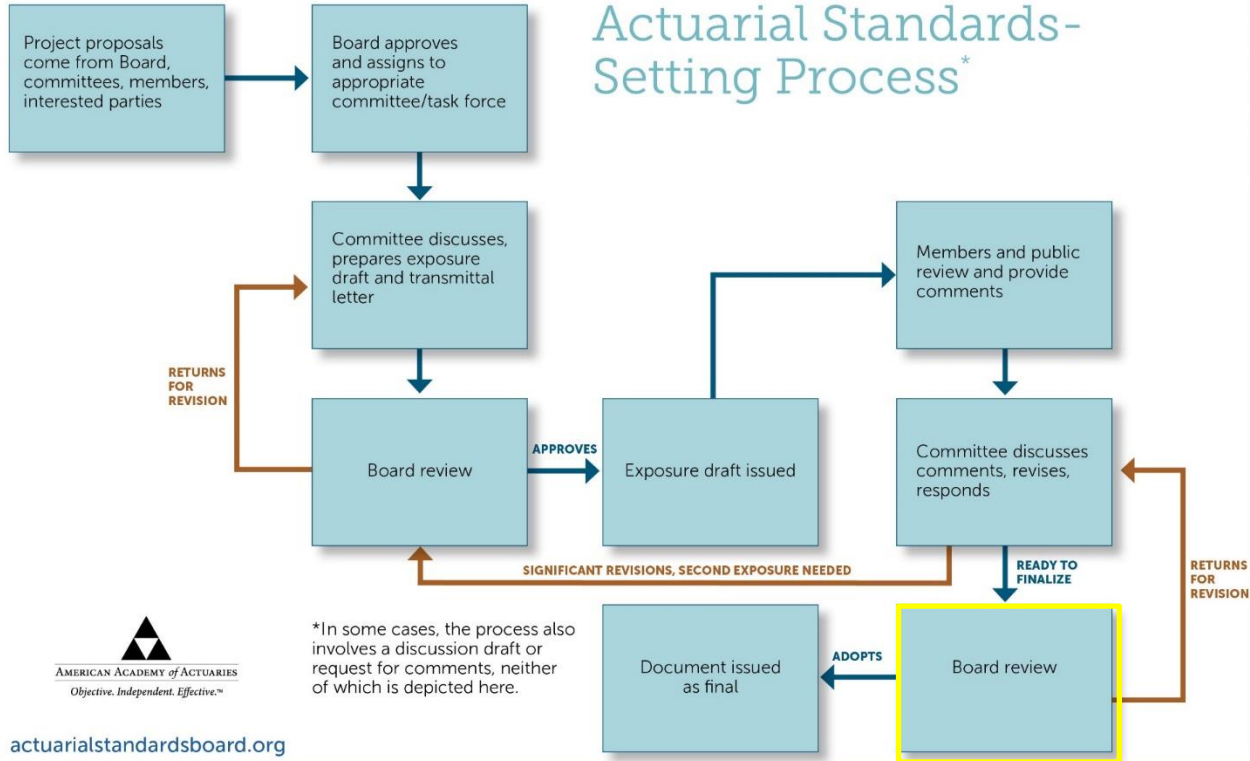 Actuarial Standards-
Setting Process*
Project proposals
come from Board,
committees, members,
interested parties
Board approves
and assigns to
appropriate
committee/task force
Committee discusses,
prepares exposure
draft and transmittal
letter
RETURNS
FOR
REVISION
Board review
APPROVES
Exposure draft issued
Members and public
review and provide
comments
Committee discusses
comments, revises,
responds
SIGNIFICANT REVISIONS, SECOND EXPOSURE NEEDED
READY TO
FINALIZE
RETURNS
FOR
REVISION
Board review
ADOPTS
Document issued
as final
*In some cases, the process also
involves a discussion draft or
request for comments, neither
of which is depicted here.
AMERICAN ACADEMY of ACTUARIES
Objective. Independent. Effective.™
actuarialstandardsboard.org